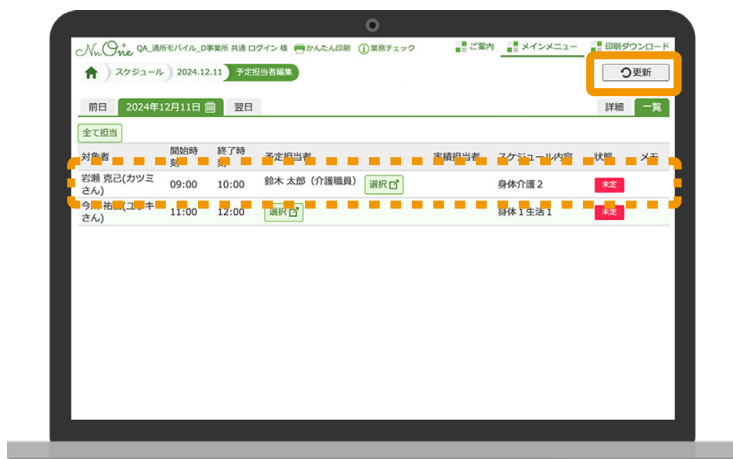 NnOne QA_通所モバイル_D事業所 共通 ログイン 様 かんたん印刷 業務チェック ご案内 メインメニュー 印刷ダウンロード
スケジュール 2024.12.11 予定担当者編集 更新
前日 2024年12月11日 翌日 詳細 一覧
全て担当
対象者 開始時刻 終了時刻 予定担当者 実績担当者 スケジュール内容 状態 メモ
岩瀬 克己(カツミ
さん) 09:00 10:00 鈴木 太郎（介護職員） 選択 身体介護２ 未定
さん) 11:00 12:00 選択 身体１生活１ 未定